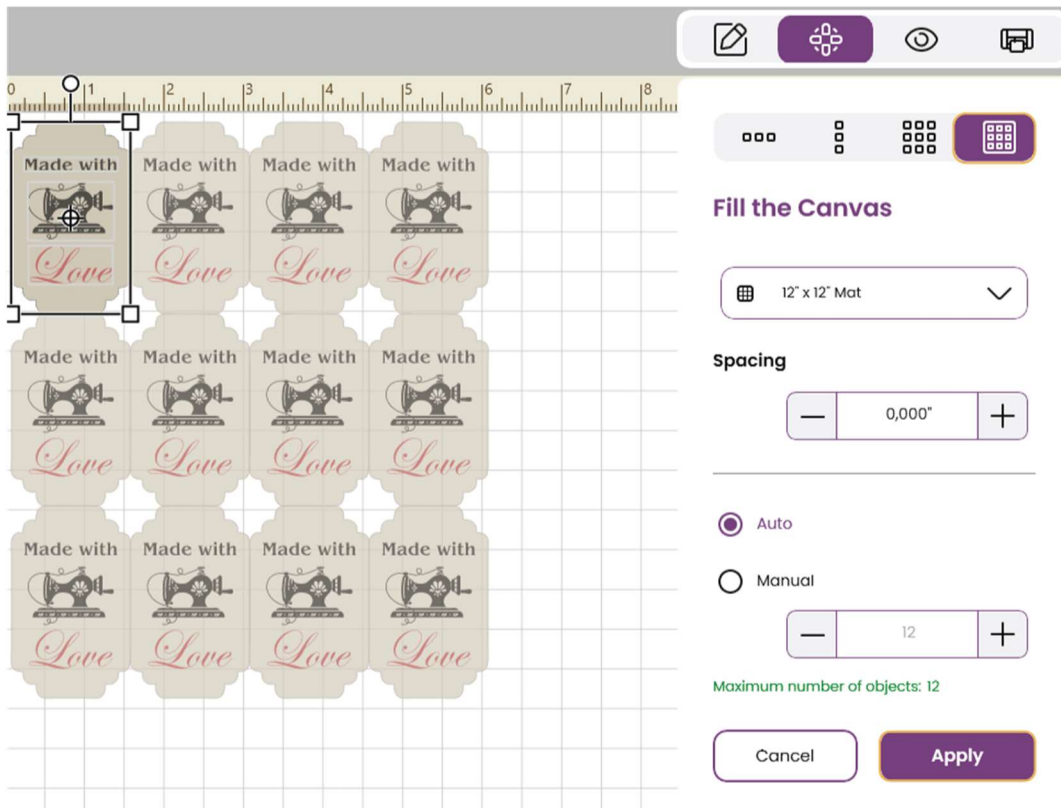 0 1 2 3 4 5 6 7 8
Made with Made with Made with Made with
Love Love Love Love
Made with Made with Made with Made with
Love Love Love Love
Made with Made with Made with Made with
Love Love Love Love
Fill the Canvas
12" x 12" Mat
Spacing
0,000"
Auto
Manual
12
Maximum number of objects: 12
Cancel
Apply